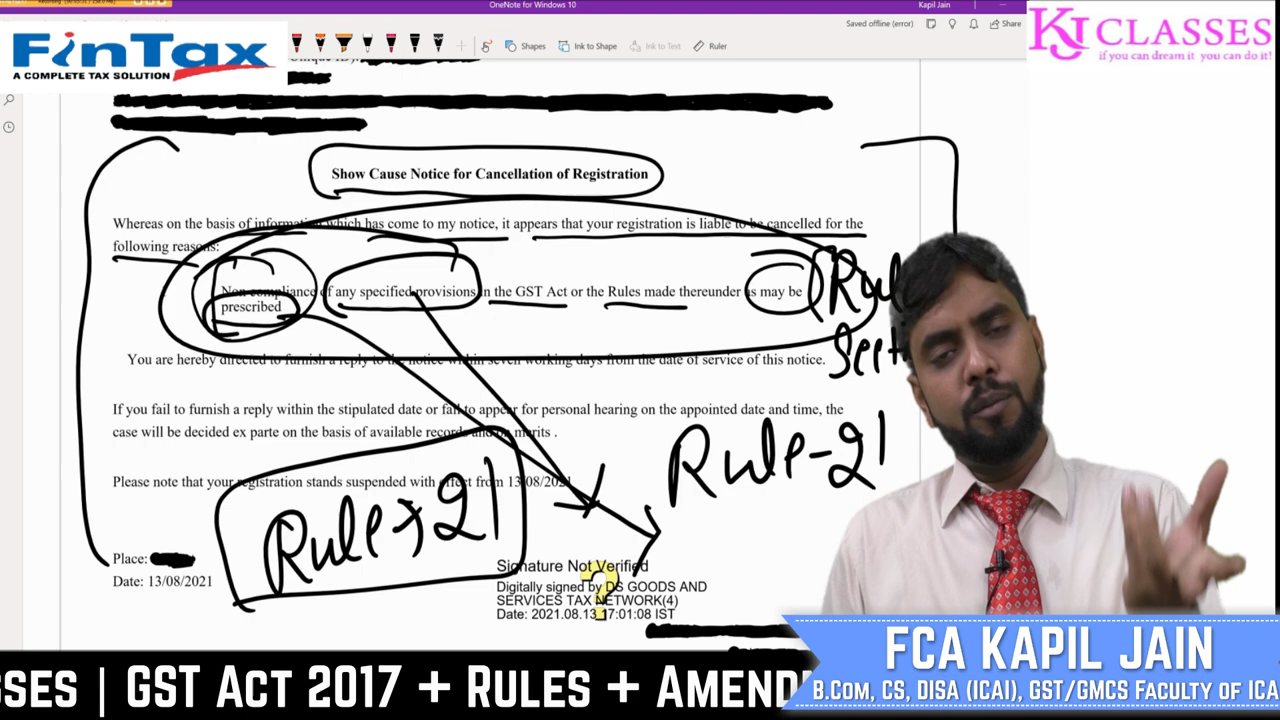 OneNote for Windows 10
Kapil Jain
FinTax
A COMPLETE TAX SOLUTION
Shapes
Ink to Shape
Ink to Text
Ruler
Saved offline (error)
Share
KJ CLASSES
if you can dream it you can do it!
Show Cause Notice for Cancellation of Registration
Whereas on the basis of information which has come to my notice, it appears that your registration is liable to be cancelled for the
following reasons:
Non compliance of any specified provisions in the GST Act or the Rules made thereunder as may be
prescribed
Rul
Sect
You are hereby directed to furnish a reply to the notice within seven working days from the date of service of this notice.
If you fail to furnish a reply within the stipulated date or fail to appear for personal hearing on the appointed date and time, the
case will be decided ex parte on the basis of available records and on merits .
Rule-21
Please note that your registration stands suspended with effect from 13/08/2021
Rule 21
Place:
Date: 13/08/2021
Signature Not Verified
Digitally signed by DS GOODS AND
SERVICES TAX NETWORK(4)
Date: 2021.08.13 17:01:08 IST
?
FCA KAPIL JAIN
B.COM, CS, DISA (ICAI), GST/GMCS FACULTY OF ICA
SSES | GST ACT 2017 + RULES + AMEND